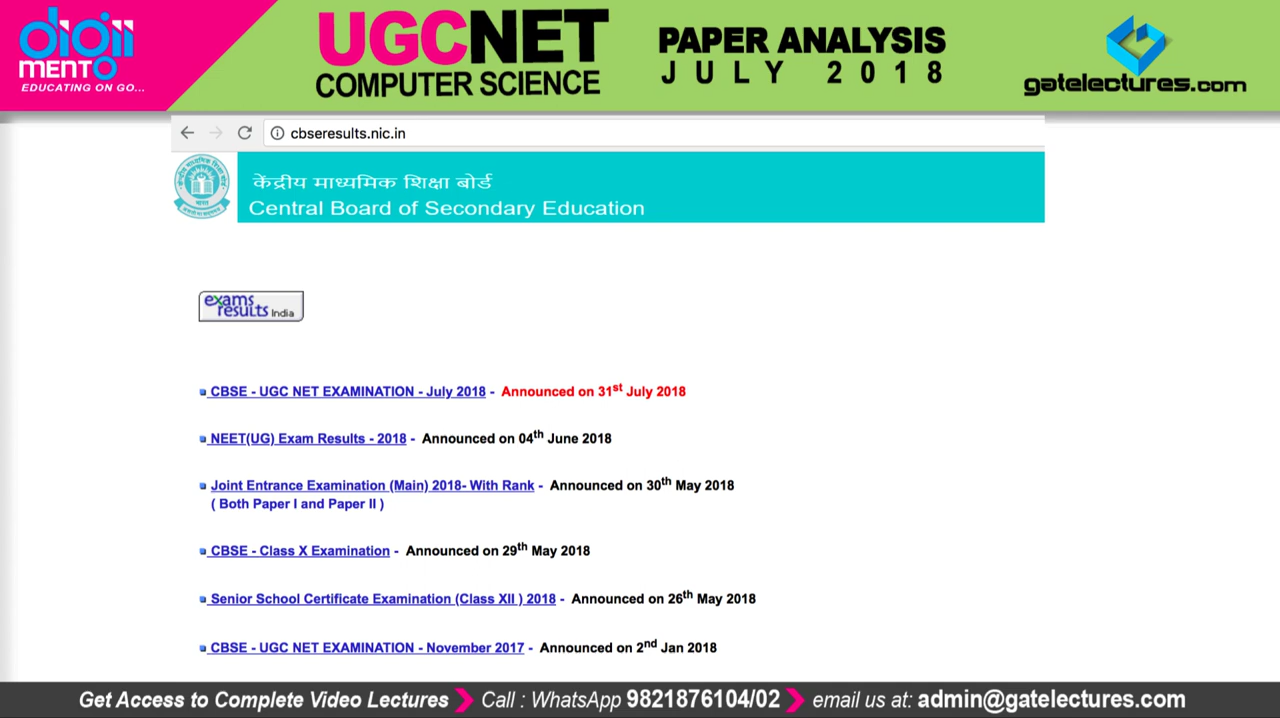 digii
MENTO
EDUCATING ON GO...
UGCNET
COMPUTER SCIENCE
PAPER ANALYSIS
JULY 2018
gatelectures.com
cbseresults.nic.in
केंद्रीय माध्यमिक शिक्षा बोर्ड
Central Board of Secondary Education
भारत
exams
results India
CBSE - UGC NET EXAMINATION - July 2018 - Announced on 31st July 2018
NEET(UG) Exam Results - 2018 - Announced on 04th June 2018
Joint Entrance Examination (Main) 2018- With Rank - Announced on 30th May 2018
( Both Paper I and Paper II )
CBSE - Class X Examination - Announced on 29th May 2018
Senior School Certificate Examination (Class XII ) 2018 - Announced on 26th May 2018
CBSE - UGC NET EXAMINATION - November 2017 - Announced on 2nd Jan 2018
Get Access to Complete Video Lectures Call : WhatsApp 9821876104/02 email us at: admin@gatelectures.com